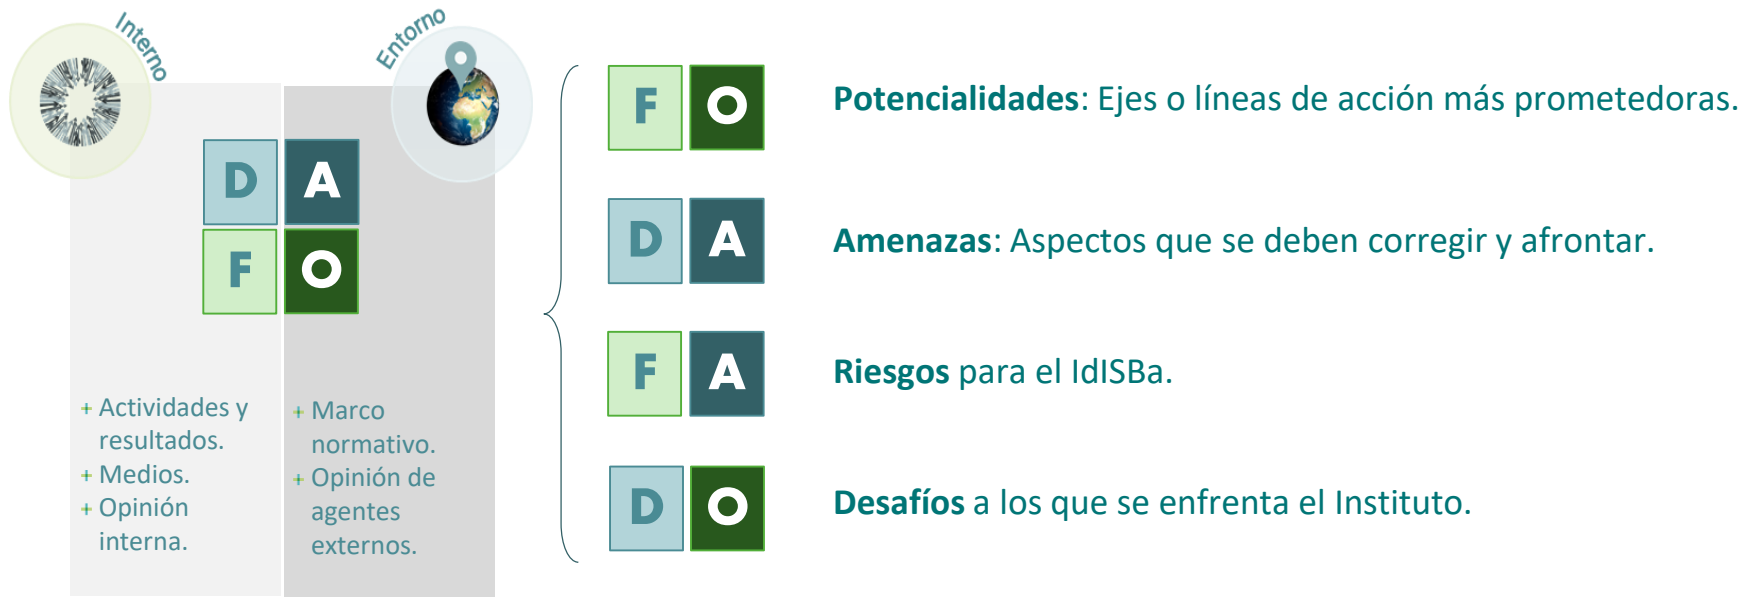 Interno
Entorno
D A
F O
+ Actividades y
resultados.
+ Medios.
+ Opinión
interna.
+ Marco
normativo.
+ Opinión de
agentes
externos.
F O
Potencialidades: Ejes o líneas de acción más prometedoras.
D A
Amenazas: Aspectos que se deben corregir y afrontar.
F A
Riesgos para el IdISBa.
D O
Desafíos a los que se enfrenta el Instituto.